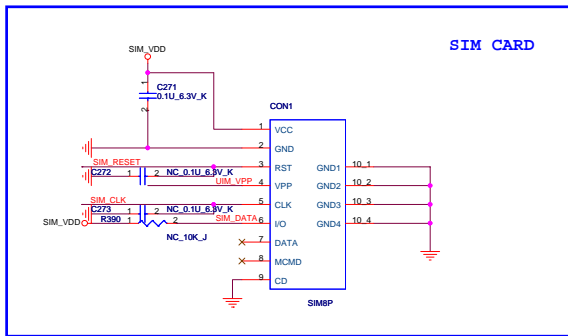 SIM CARD
SIM_VDD
1
C271
0.1U_6.3V_K
2
CON1
1 VCC
2 GND
SIM_RESET
3 RST GND1 10_1
C272 1 2 NC_0.1U_6.3V_K
UIM_VPP 4 VPP GND2 10_2
SIM_CLK
5 CLK GND3 10_3
C273 1 2 NC_0.1U_6.3V_K
SIM_VDD R390 1 2 SIM_DATA 6 I/O GND4 10_4
NC_10K_J
7 DATA
8 MCMD
9 CD
SIM8P